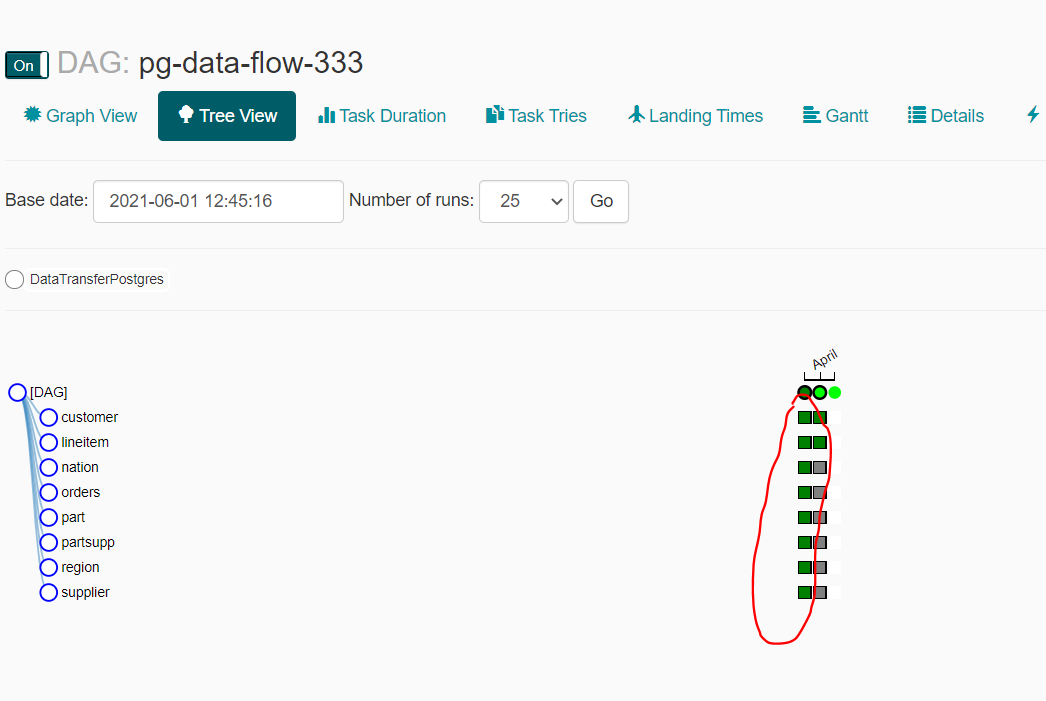 On DAG: pg-data-flow-333
Graph View Tree View Task Duration Task Tries Landing Times Gantt Details
Base date: 2021-06-01 12:45:16 Number of runs: 25 Go
DataTransferPostgres
April
[DAG]
customer
lineitem
nation
orders
part
partsupp
region
supplier